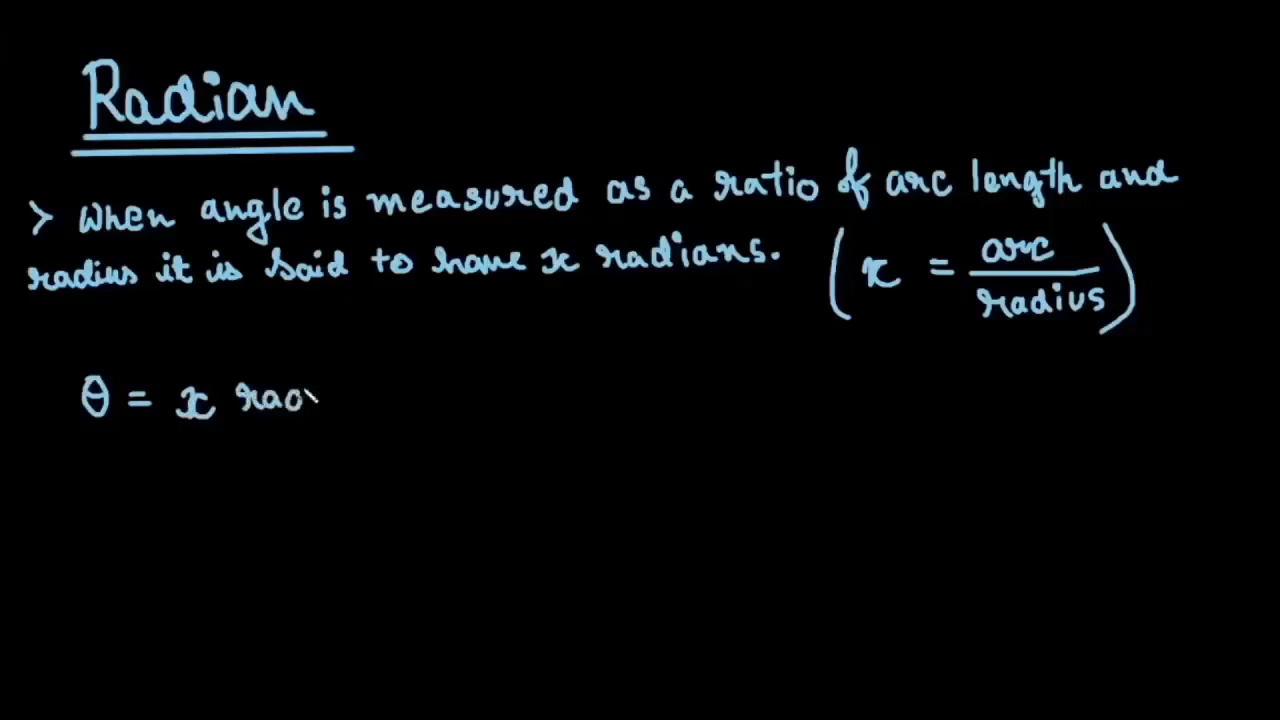 Radian
> When angle is measured as a ratio of arc length and
radius it is said to have x radians. (x = arc/radius)
θ = x rad